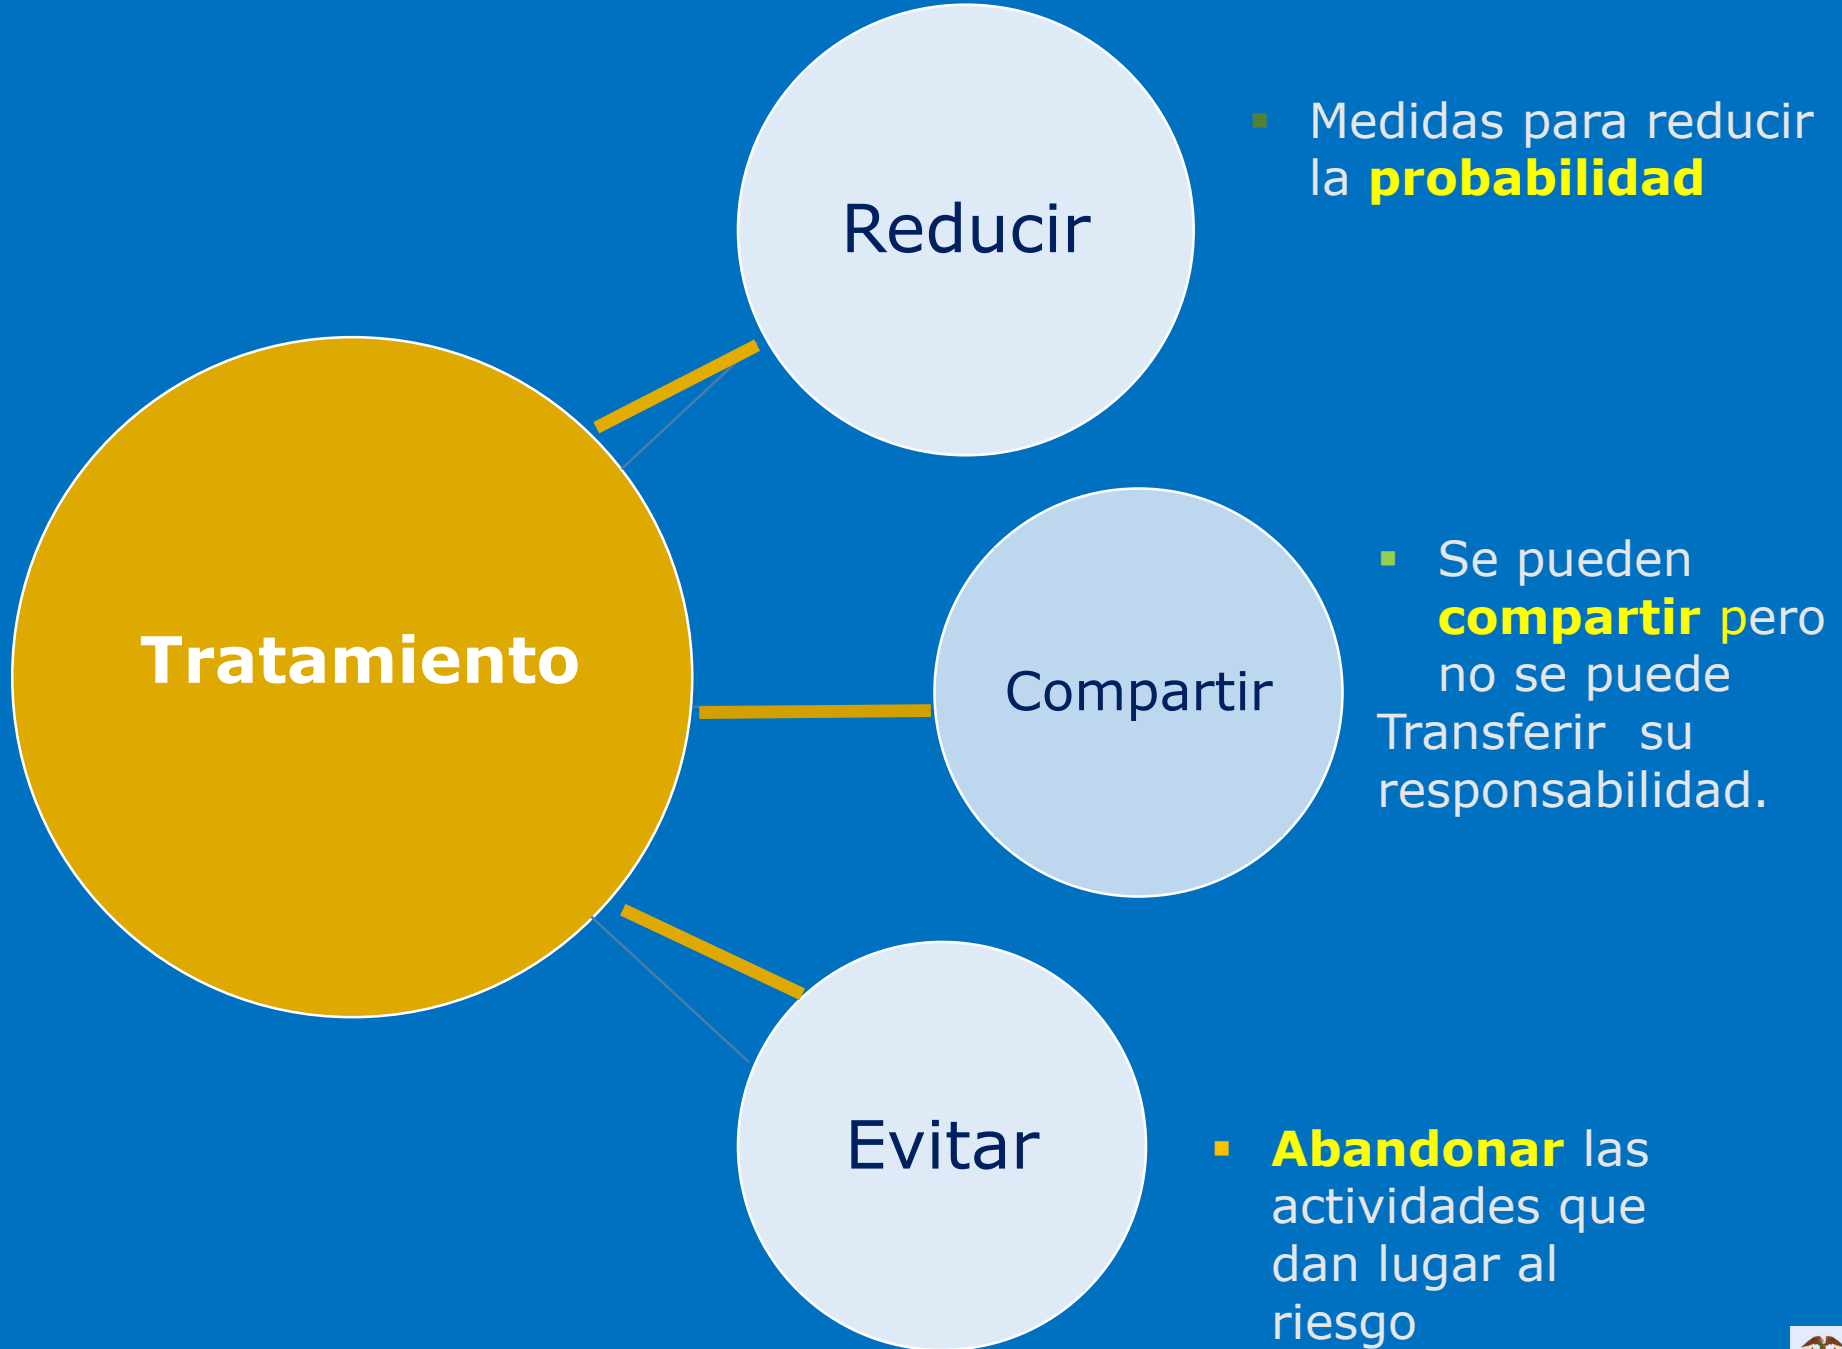 Reducir
Medidas para reducir
la probabilidad
Tratamiento
Compartir
Se pueden
compartir pero
no se puede
Transferir su
responsabilidad.
Evitar
Abandonar las
actividades que
dan lugar al
riesgo